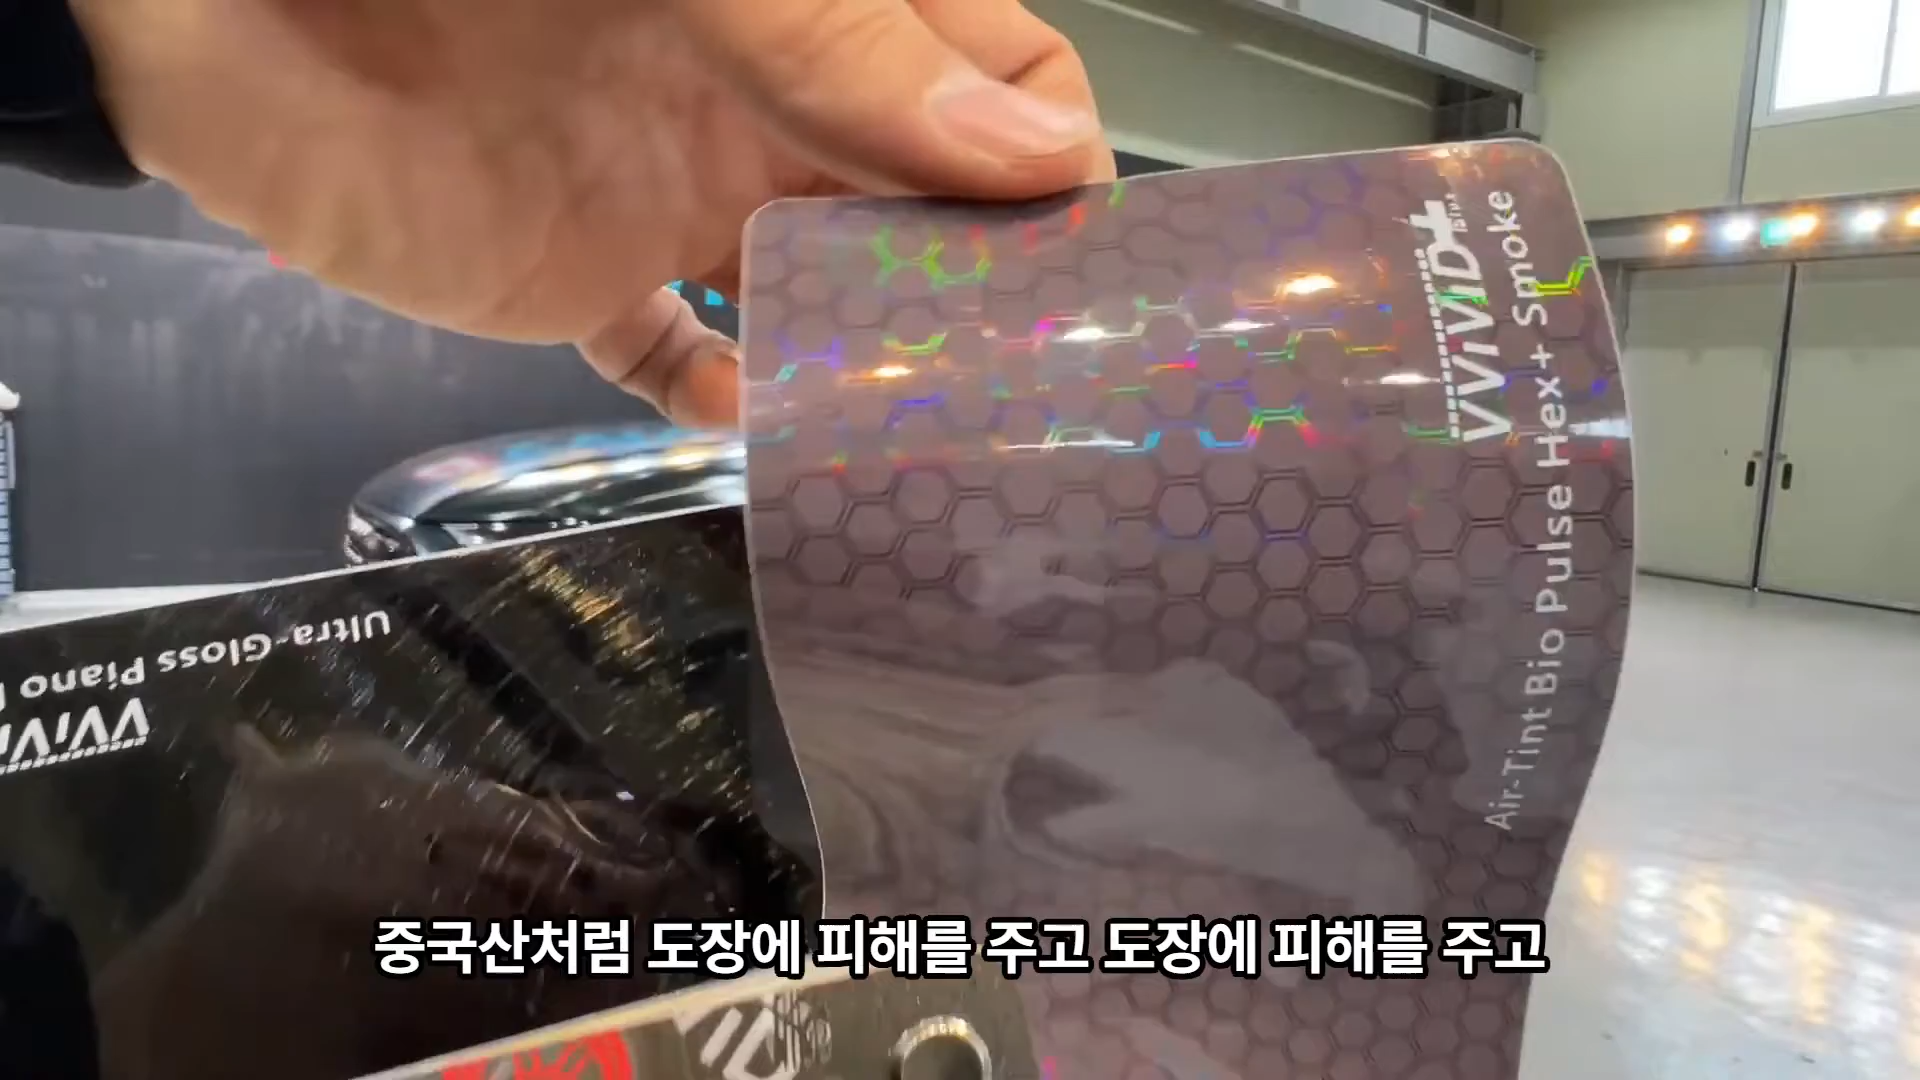 VViViD+
Air-Tint Bio Pulse Hex+ Smoke
Ultra-Gloss Piano
중국산처럼 도장에 피해를 주고 도장에 피해를 주고